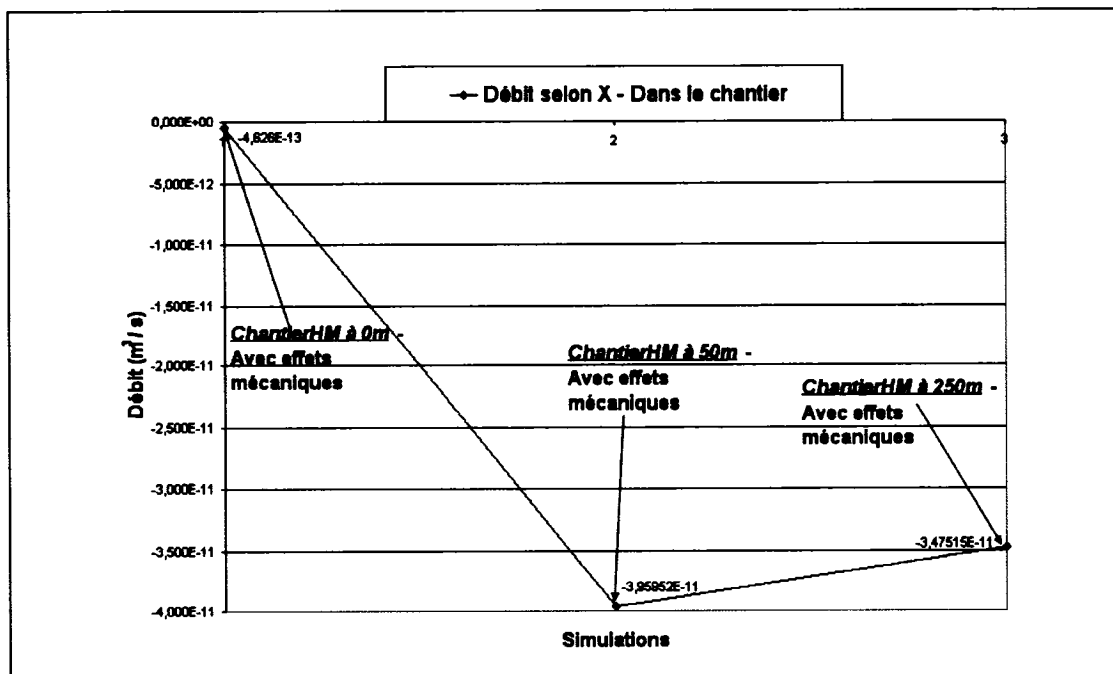 Débit selon X - Dans le chantier
0,000E+00
-5,000E-12
-1,000E-11
-1,500E-11
-2,000E-11
-2,500E-11
-3,000E-11
-3,500E-11
-4,000E-11
Débit (m³/ s)
2
3
-4,626E-13
ChantierHM à 0m -
Avec effets
mécaniques
ChantierHM à 50m -
Avec effets
mécaniques
ChantierHM à 250m -
Avec effets
mécaniques
-3,95952E-11
-3,47515E-11
Simulations